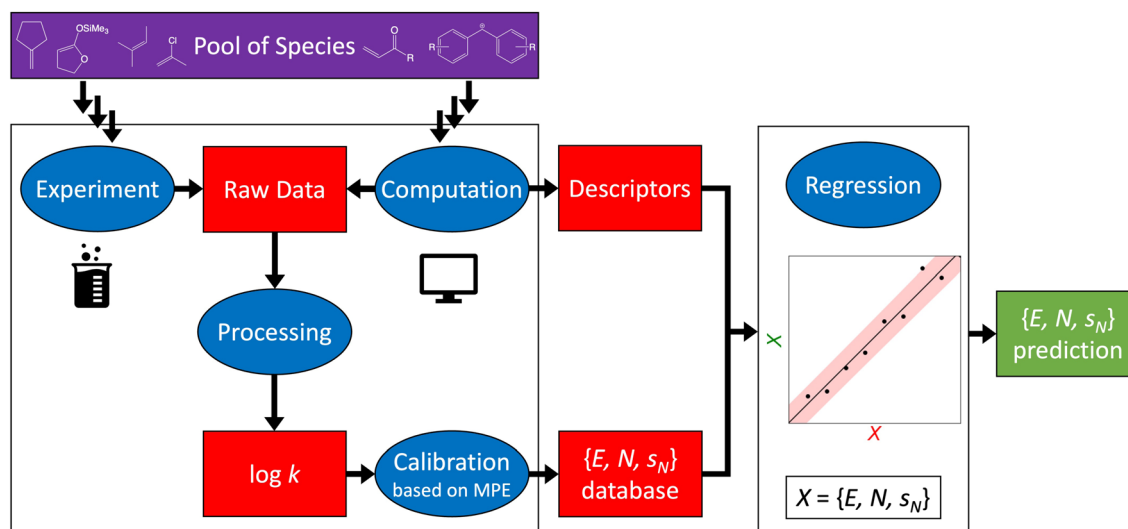 OSiMe3
O
Cl
Pool of Species
O
R
R
⊕
R
Experiment
Raw Data
Computation
Descriptors
Regression
Processing
X
X
{E, N, sN}
prediction
log k
Calibration
based on MPE
{E, N, sN}
database
X = {E, N, sN}